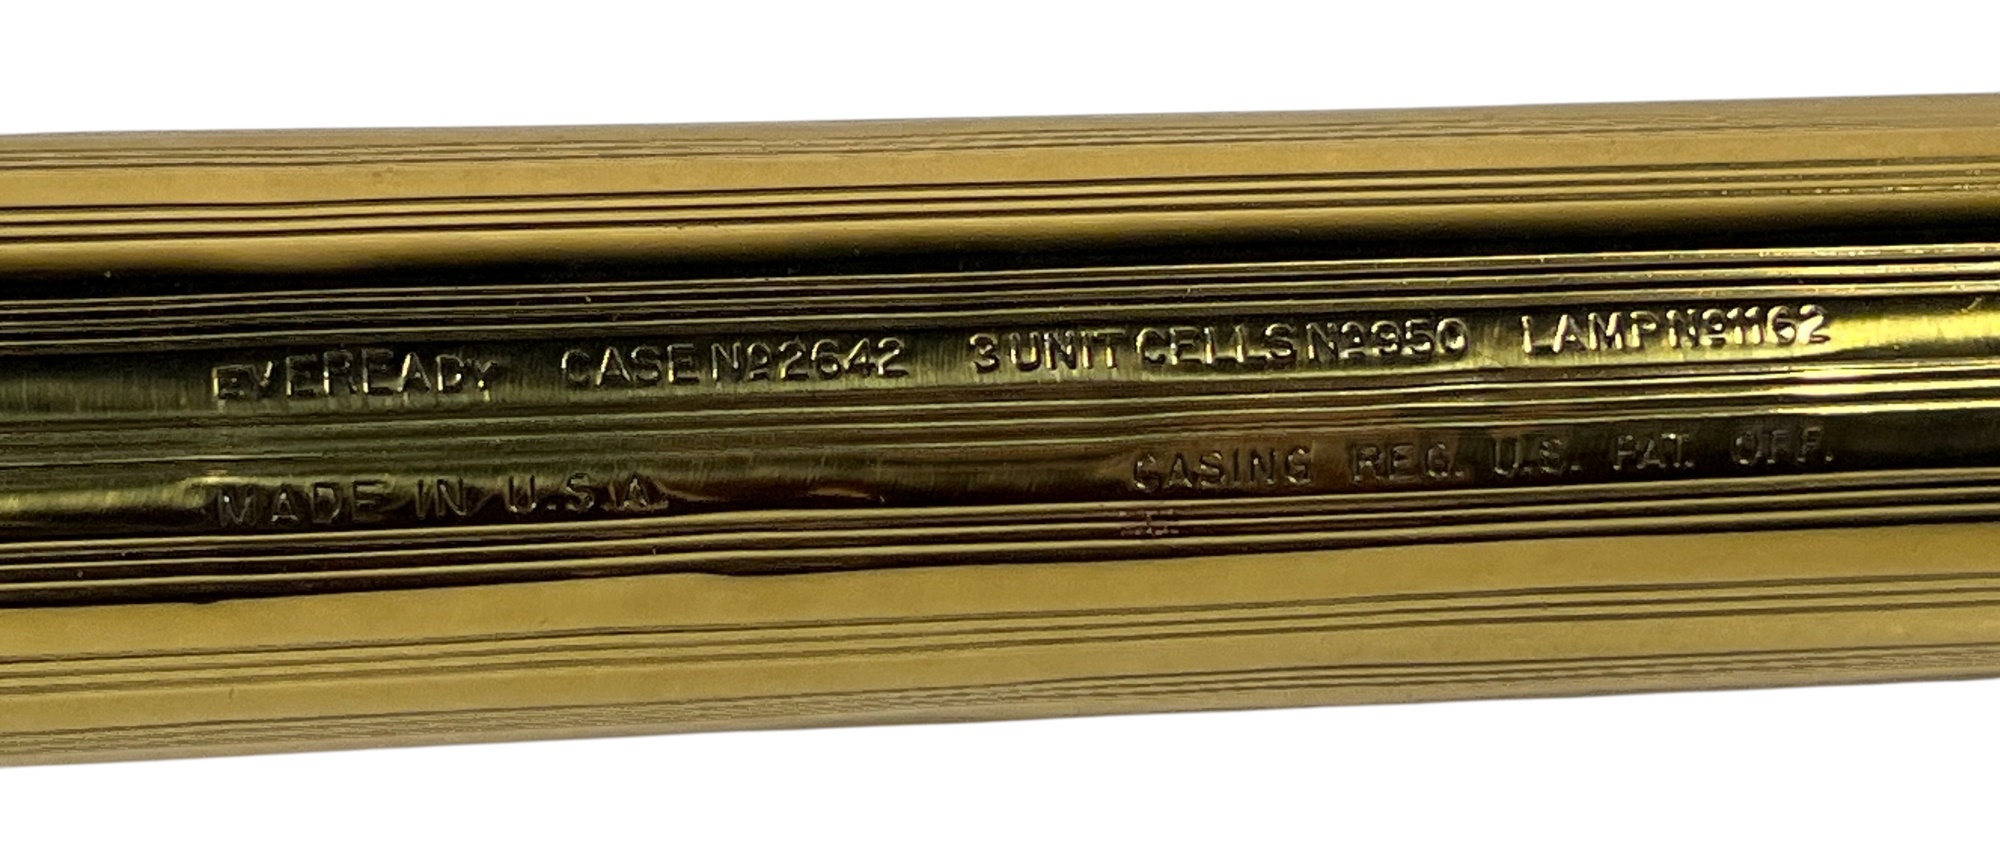 EVEREADY CASE No 2642 3 UNIT CELLS No 950 LAMP No 1162
MADE IN U.S.A. CASING REG. U.S. PAT. OFF.